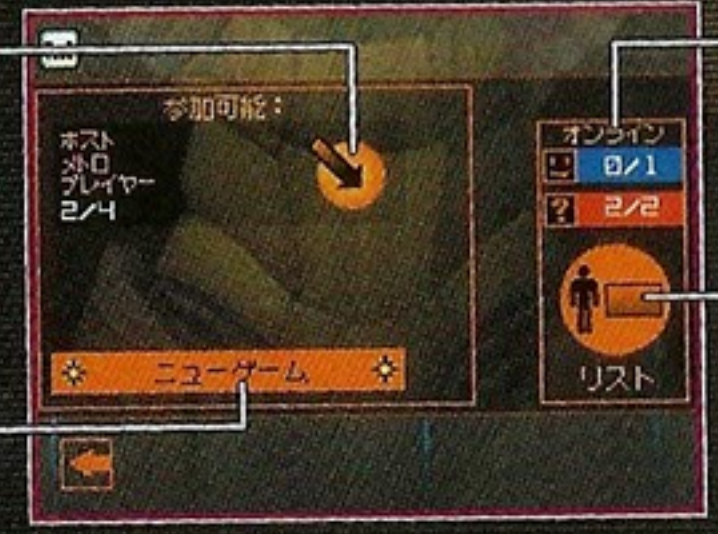 参加可能:
ホスト
メトロ
プレイヤー
2/4
ニューゲーム
オンライン
0/1
? 2/2
リスト